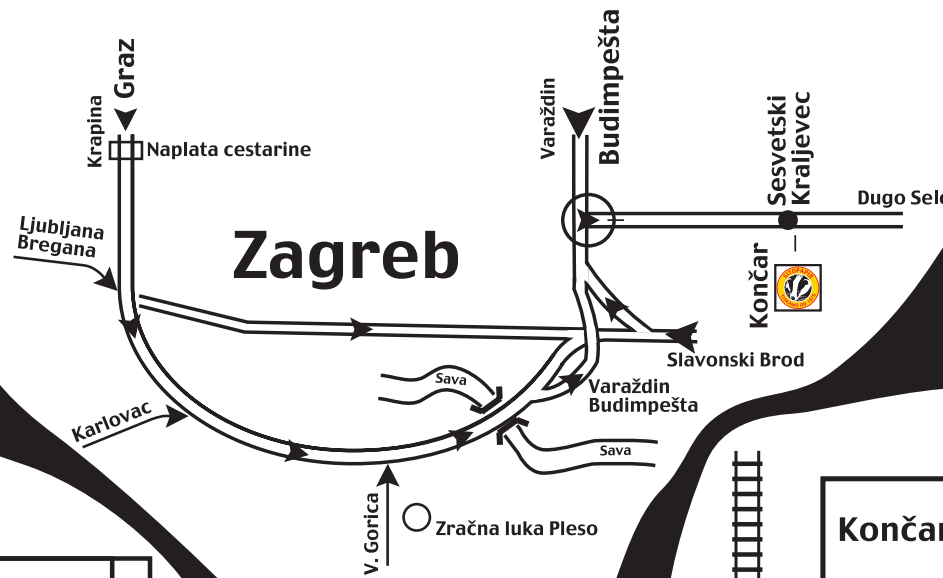 Graz
Krapina
Naplata cestarine
Varaždin
Budimpešta
Sesvetski
Kraljevec
Dugo Sel
Ljubljana
Bregana
Zagreb
Končar
Slavonski Brod
Sava
Varaždin
Budimpešta
Karlovac
Sava
V. Gorica
Zračna luka Pleso
Končar